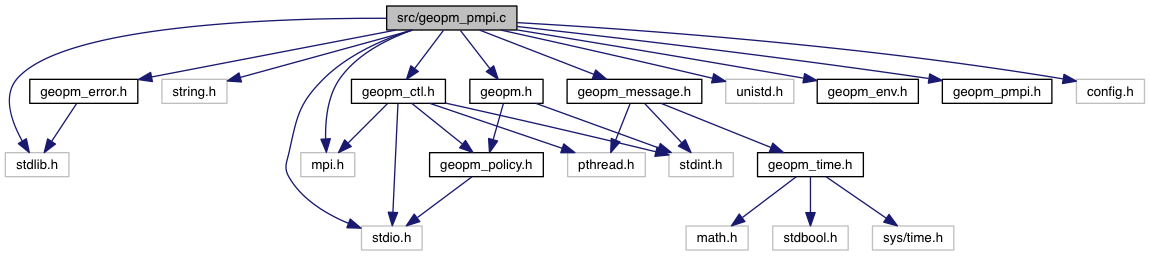 src/geopm_pmpi.c
geopm_error.h
string.h
geopm_ctl.h
geopm.h
geopm_message.h
unistd.h
geopm_env.h
geopm_pmpi.h
config.h
stdlib.h
mpi.h
geopm_policy.h
pthread.h
stdint.h
geopm_time.h
stdio.h
math.h
stdbool.h
sys/time.h